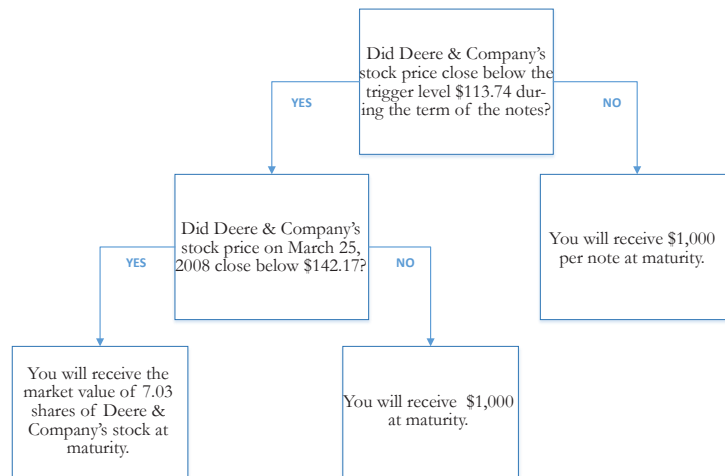 Did Deere & Company's
stock price close below the
trigger level $113.74 dur-
ing the term of the notes?
YES
NO
Did Deere & Company's
stock price on March 25,
2008 close below $142.17?
You will receive $1,000
per note at maturity.
YES
NO
You will receive the
market value of 7.03
shares of Deere &
Company's stock at
maturity.
You will receive $1,000
at maturity.